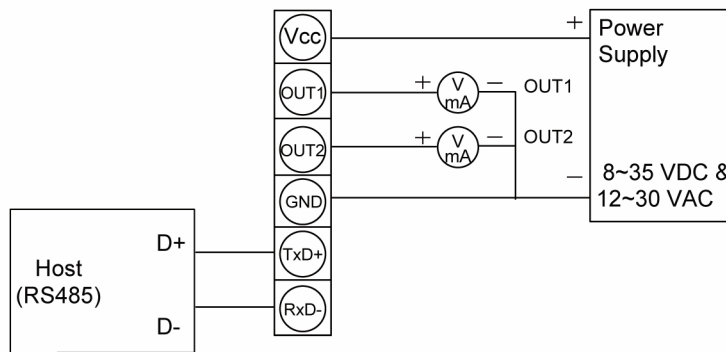 Vcc
+
Power
Supply
OUT1
+
V
mA
−
OUT1
OUT2
+
V
mA
−
OUT2
GND
−
8~35 VDC &
12~30 VAC
D+
TxD+
Host
(RS485)
D-
RxD-